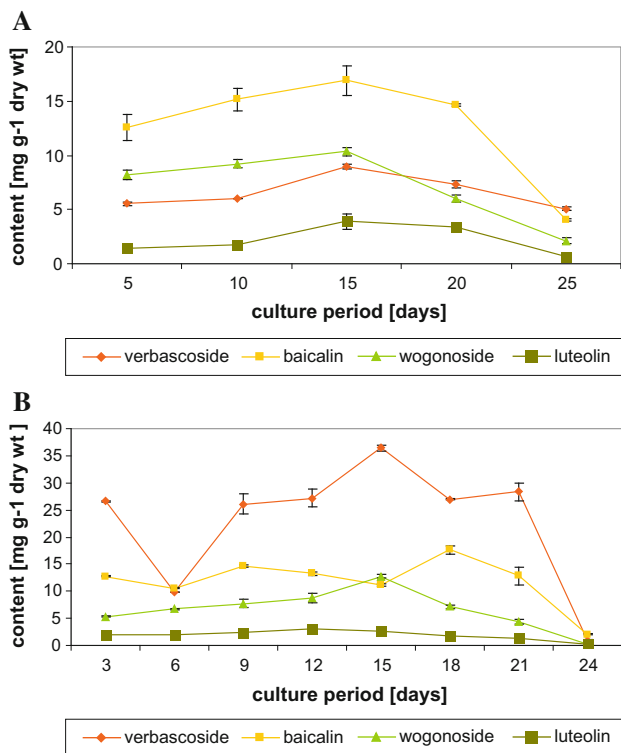 A
content [mg g-1 dry wt]
20
15
10
5
0
5 10 15 20 25
culture period [days]
verbascoside baicalin wogonoside luteolin
B
content [mg g-1 dry wt ]
40
35
30
25
20
15
10
5
0
3 6 9 12 15 18 21 24
culture period [days]
verbascoside baicalin wogonoside luteolin